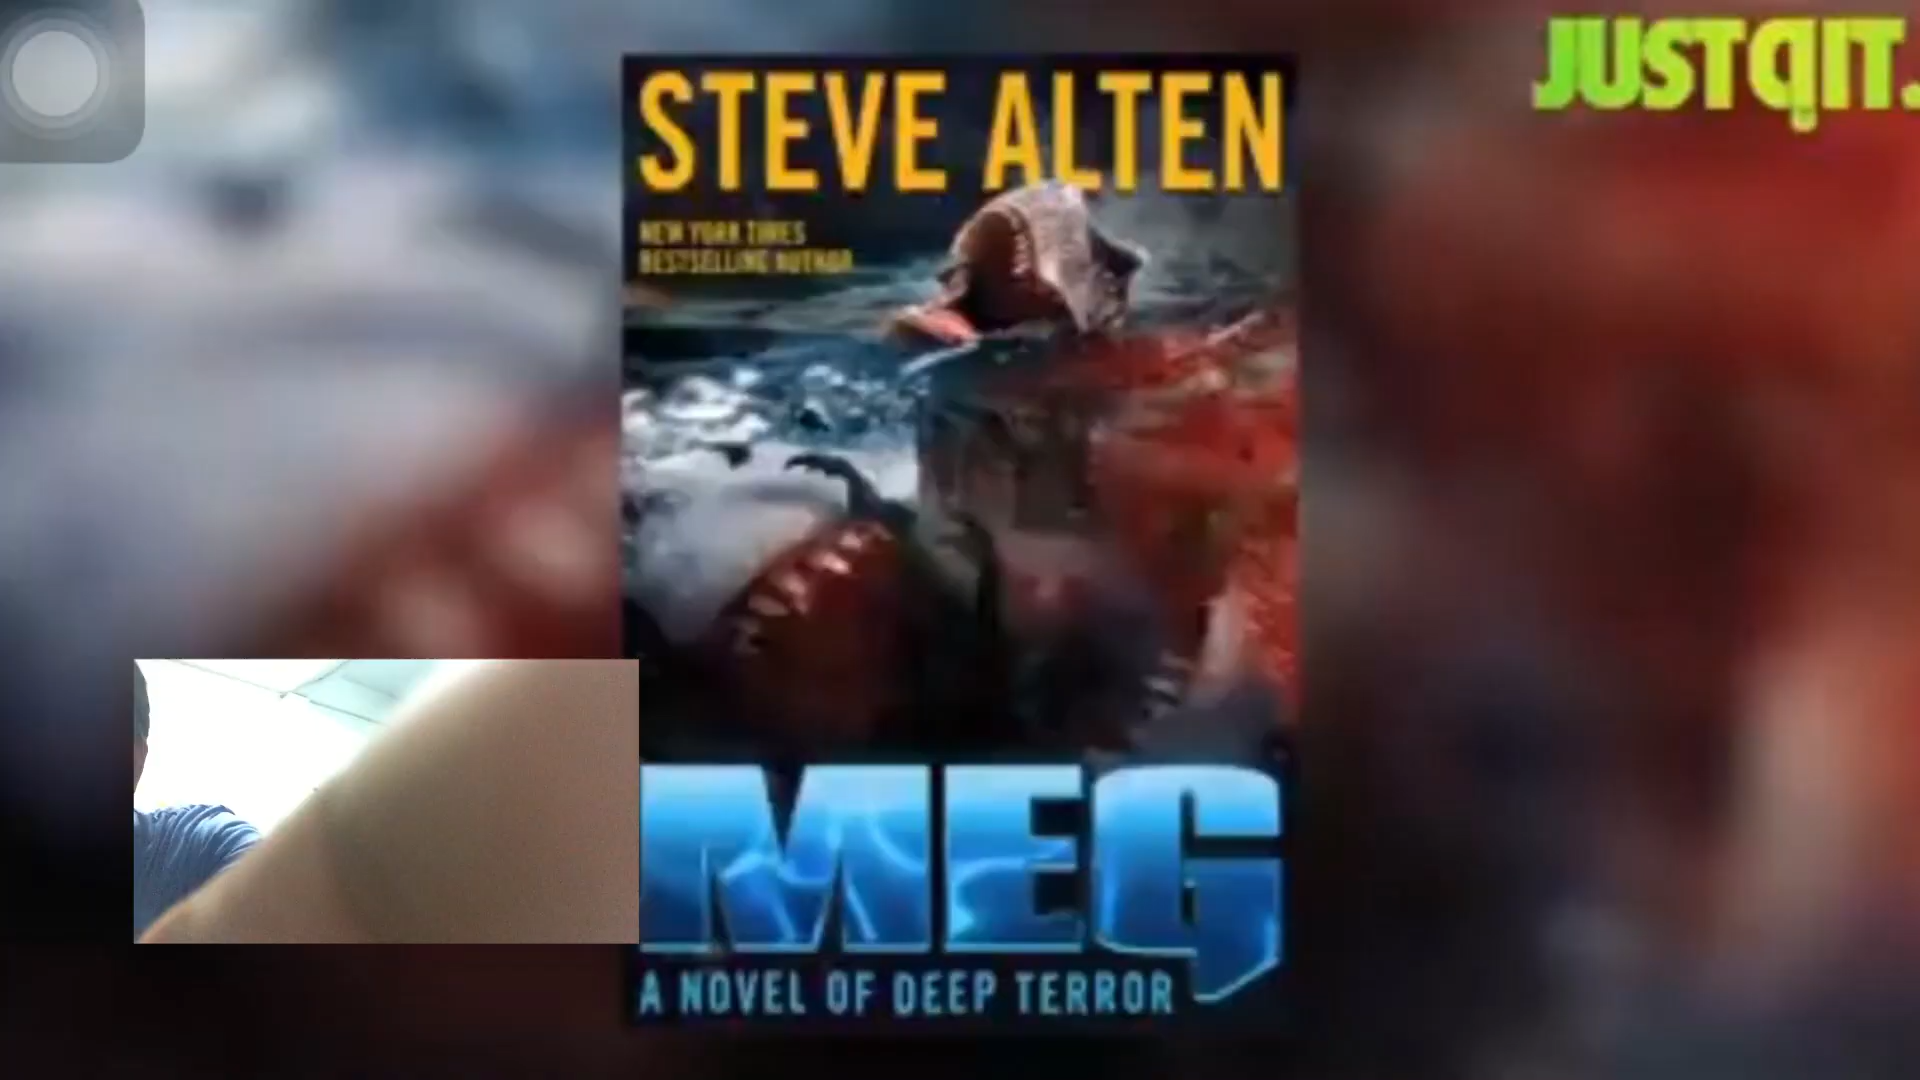 JUSTqIT.
STEVE ALTEN
NEW YORK TIMES
BESTSELLING AUTHOR
MEG
A NOVEL OF DEEP TERROR